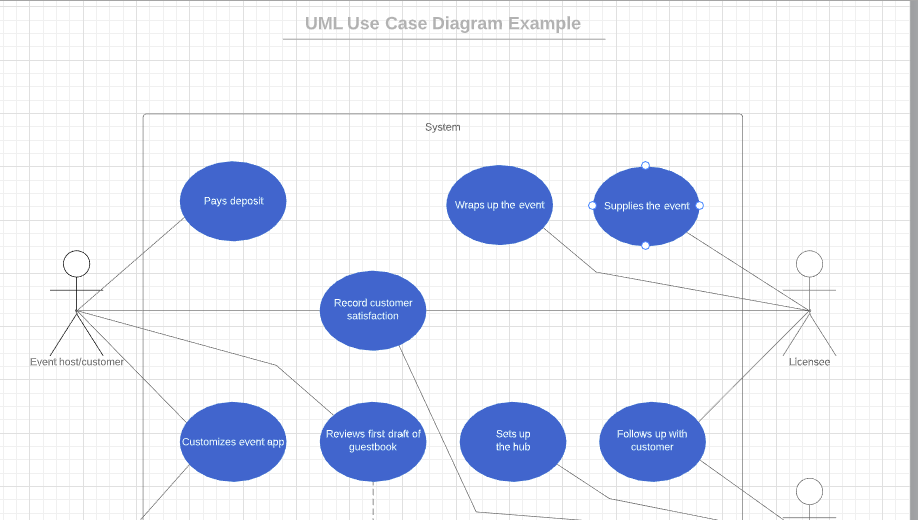 UML Use Case Diagram Example
System
Pays deposit
Wraps up the event
Supplies the event
Record customer
satisfaction
Event host/customer
Licensee
Customizes event app
Reviews first draft of
guestbook
Sets up
the hub
Follows up with
customer